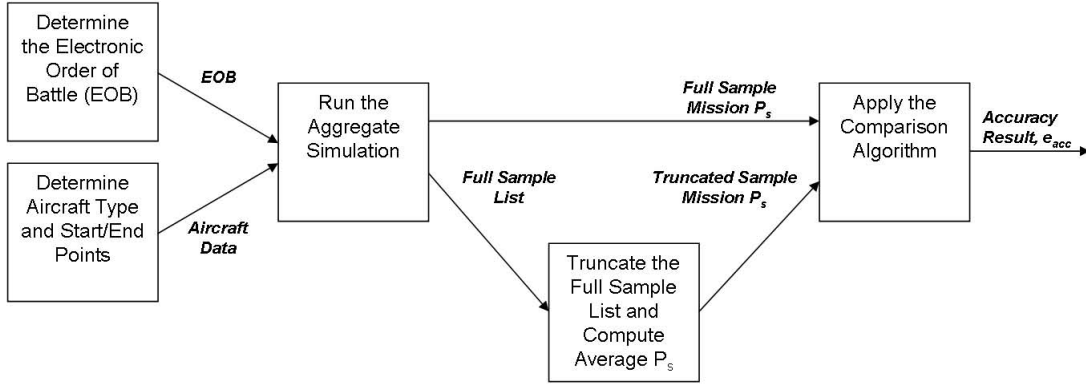 Determine
the Electronic
Order of
Battle (EOB)
EOB
Determine
Aircraft Type
and Start/End
Points
Aircraft
Data
Run the
Aggregate
Simulation
Full Sample
Mission Ps
Full Sample
List
Truncate the
Full Sample
List and
Compute
Average Ps
Truncated Sample
Mission Ps
Apply the
Comparison
Algorithm
Accuracy
Result, eacc